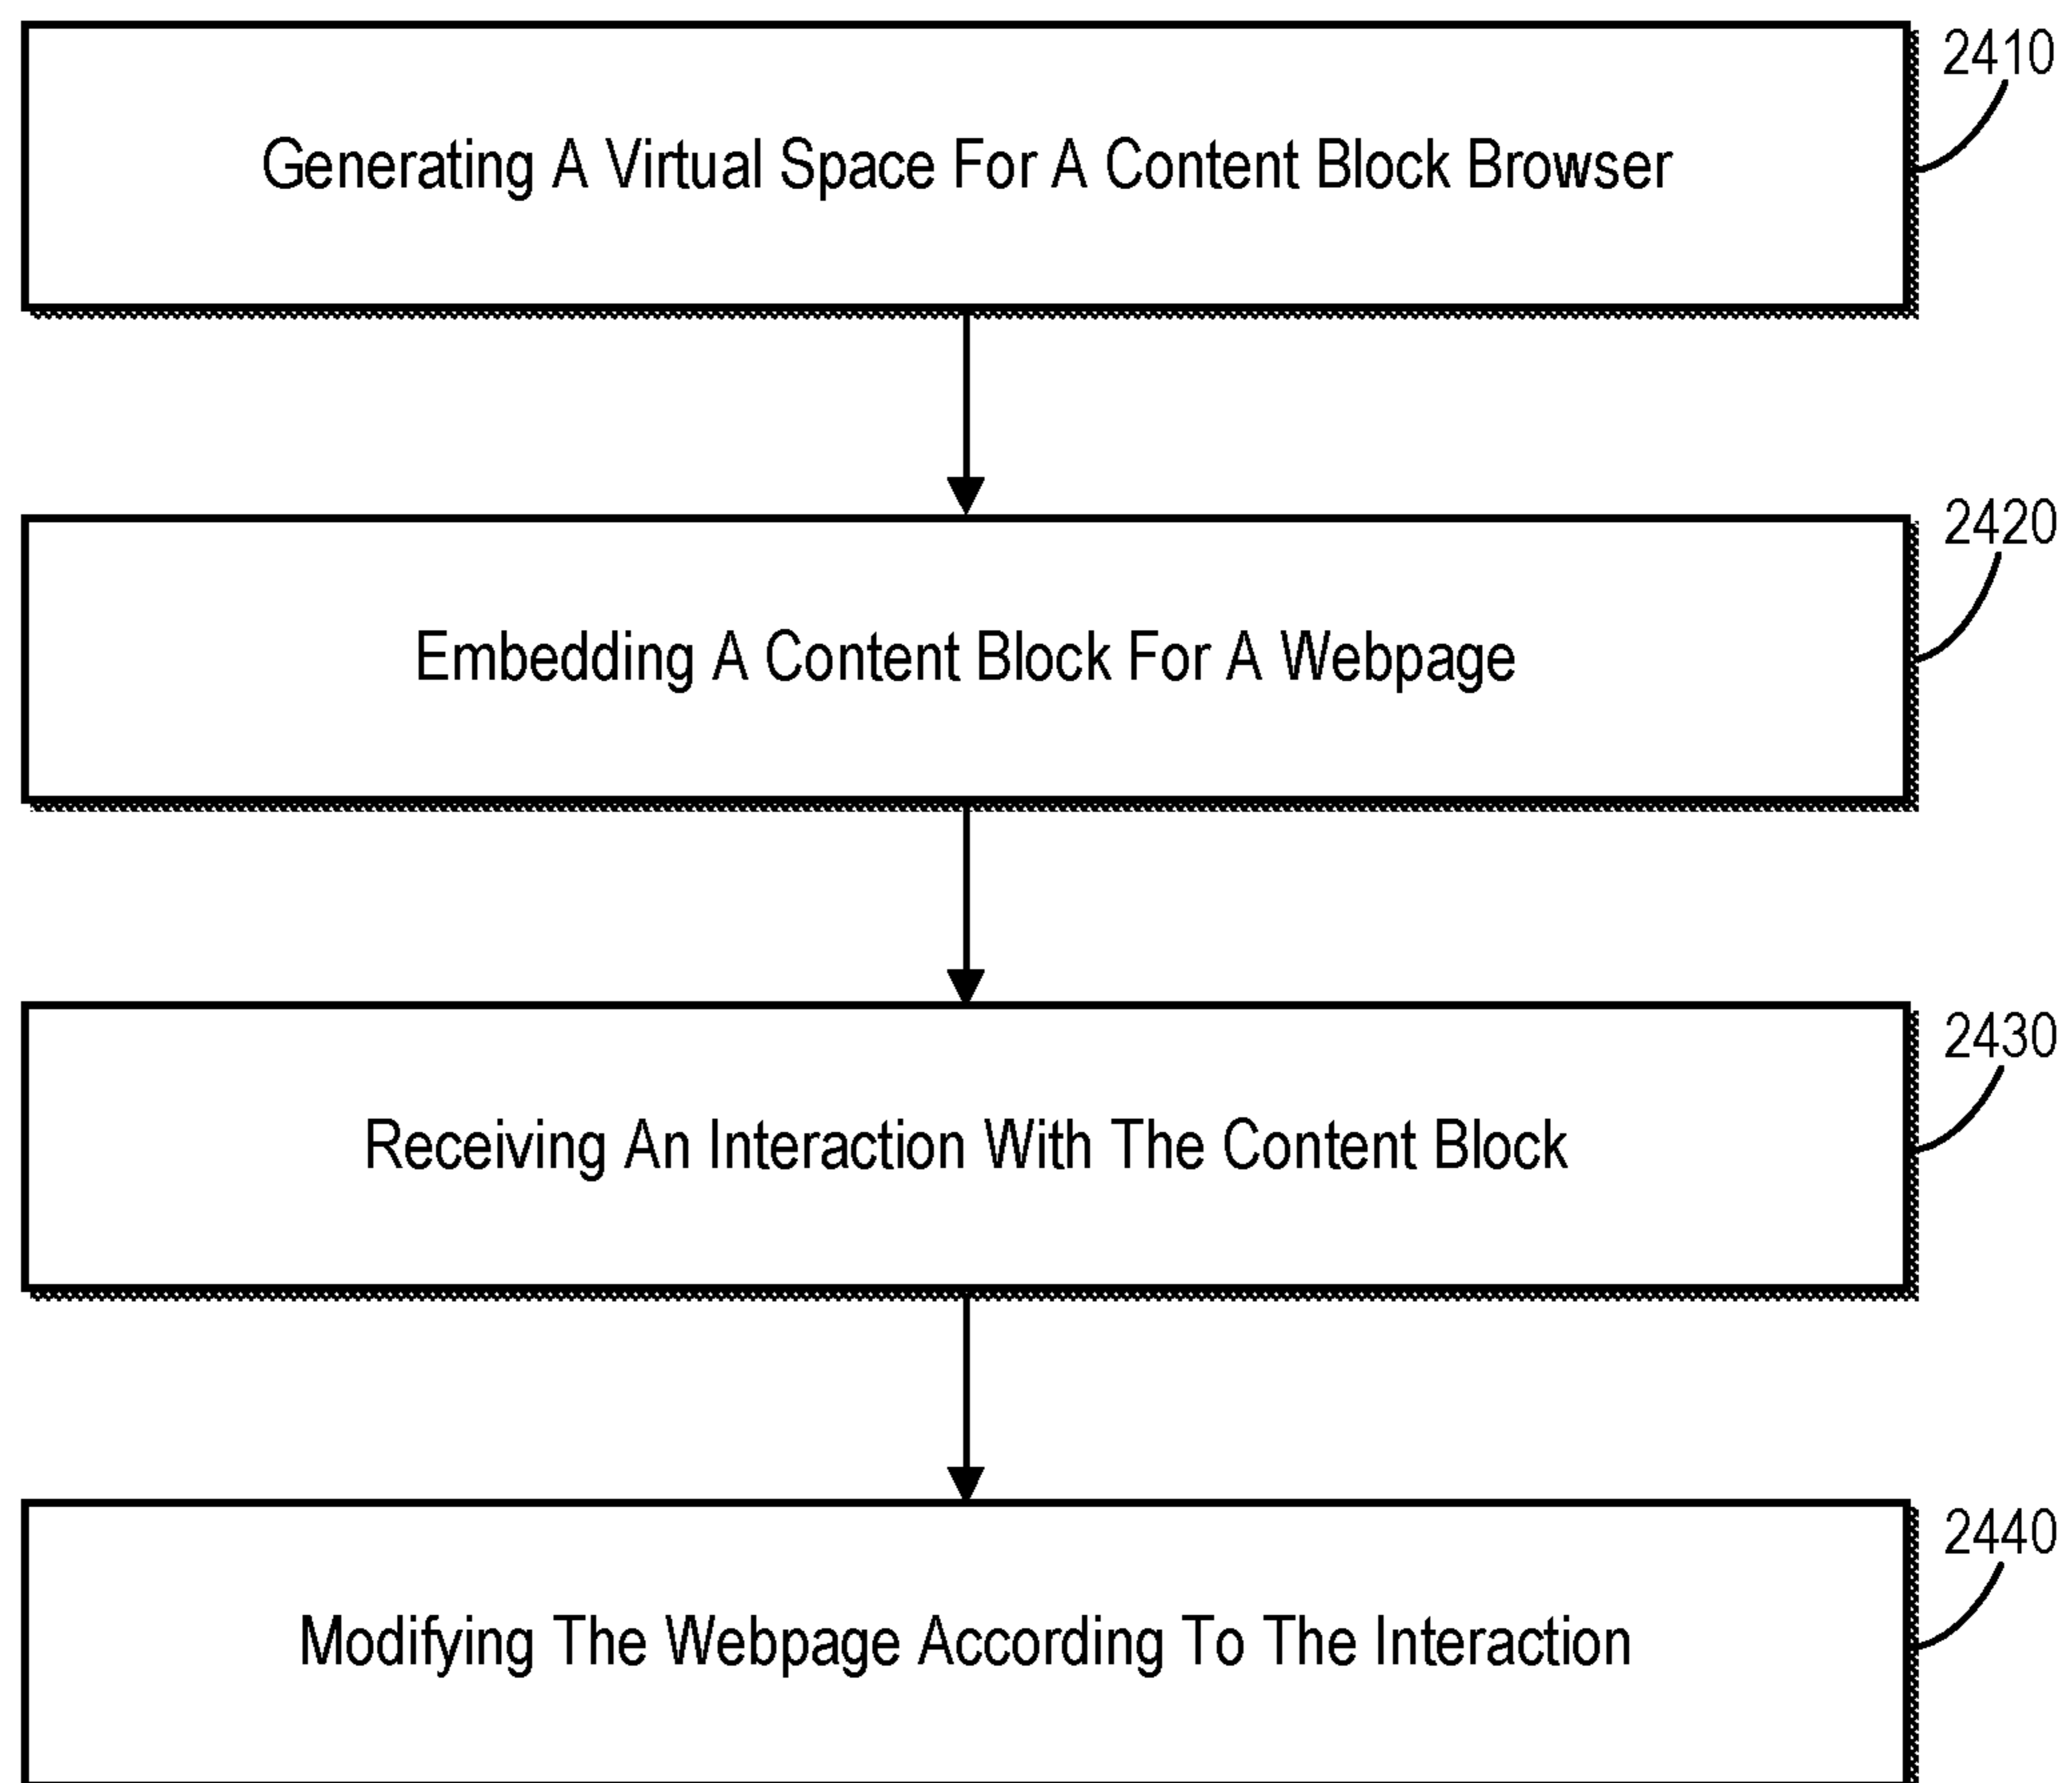 2410
Generating A Virtual Space For A Content Block Browser
2420
Embedding A Content Block For A Webpage
2430
Receiving An Interaction With The Content Block
2440
Modifying The Webpage According To The Interaction